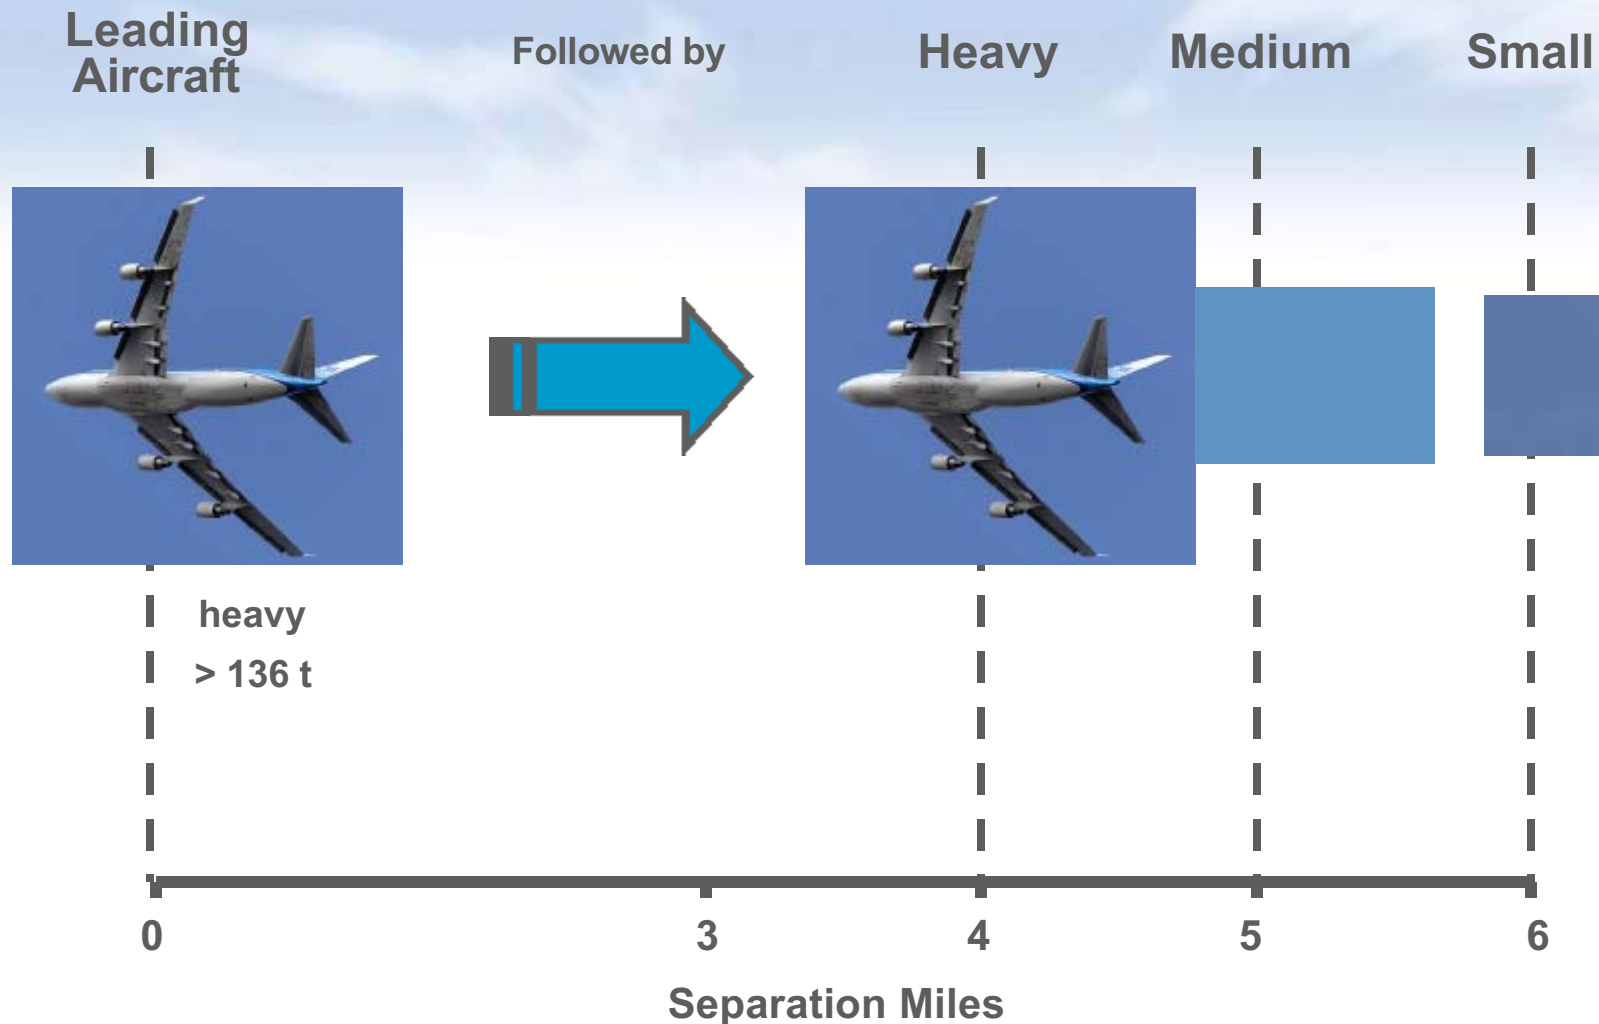 Leading
Aircraft
Followed by
Heavy
Medium
Small
heavy
> 136 t
0
3
4
5
6
Separation Miles